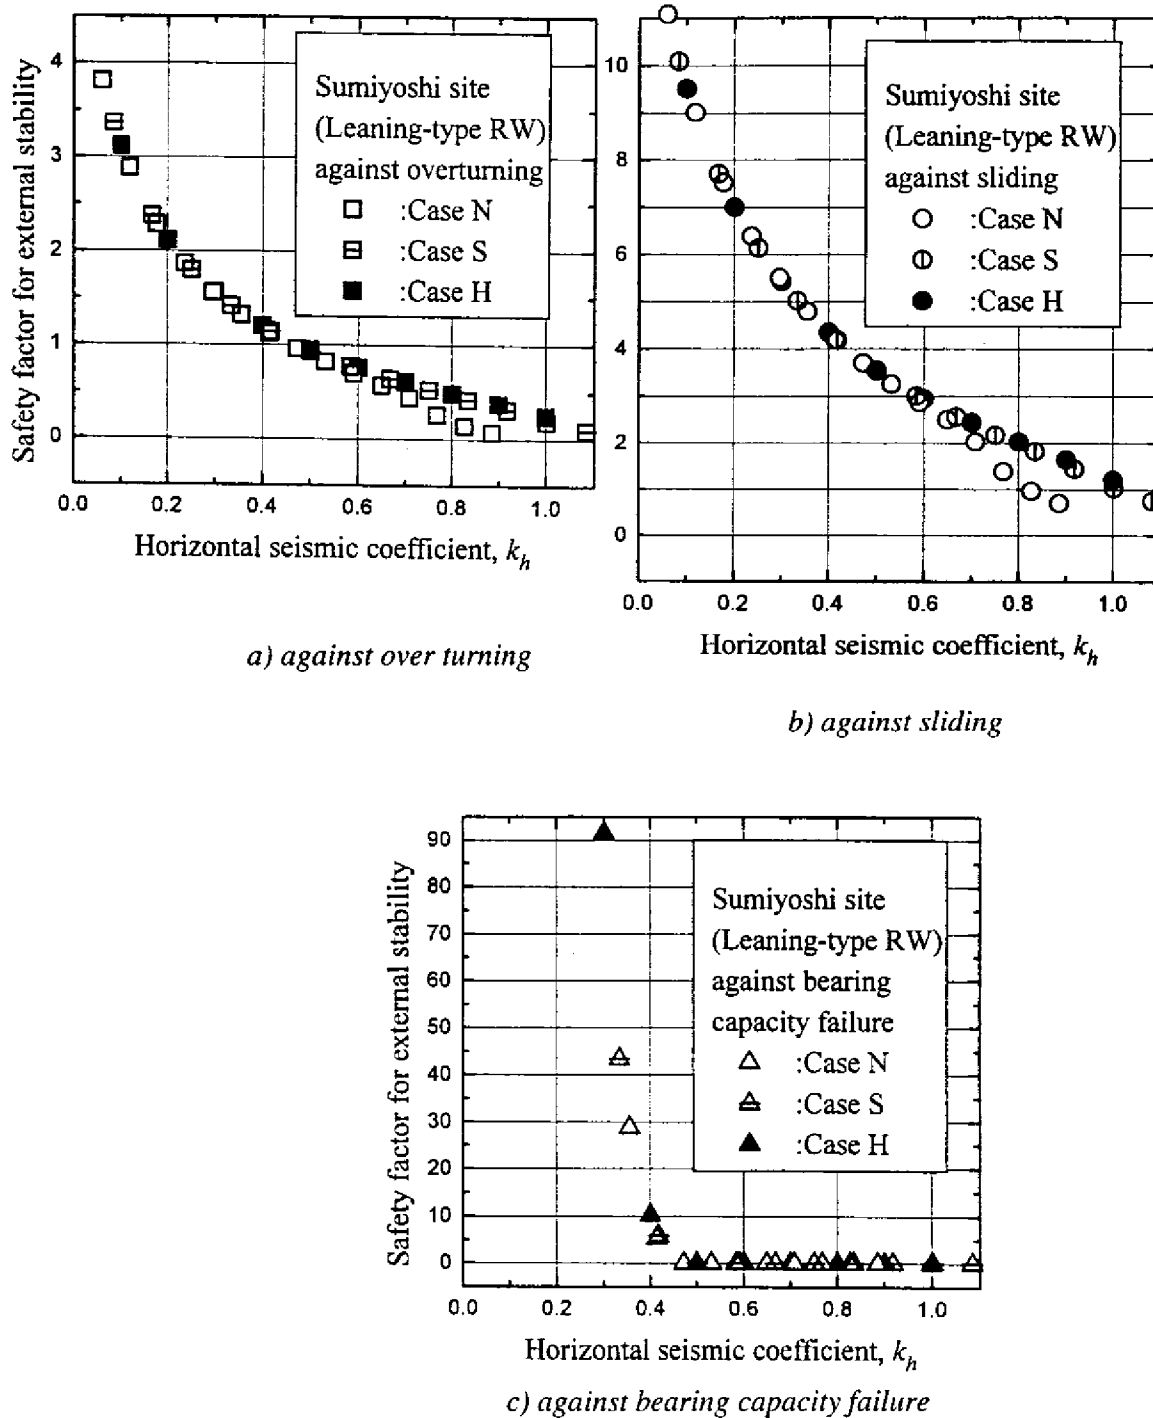 Safety factor for external stability
4
3
2
1
0
Sumiyoshi site
(Leaning-type RW)
against overturning
:Case N
:Case S
:Case H
0.0 0.2 0.4 0.6 0.8 1.0
Horizontal seismic coefficient, kh
a) against over turning
10
8
6
4
2
0
Sumiyoshi site
(Leaning-type RW)
against sliding
:Case N
:Case S
:Case H
0.0 0.2 0.4 0.6 0.8 1.0
Horizontal seismic coefficient, kh
b) against sliding
Safety factor for external stability
90
80
70
60
50
40
30
20
10
0
Sumiyoshi site
(Leaning-type RW)
against bearing
capacity failure
:Case N
:Case S
:Case H
0.0 0.2 0.4 0.6 0.8 1.0
Horizontal seismic coefficient, kh
c) against bearing capacity failure